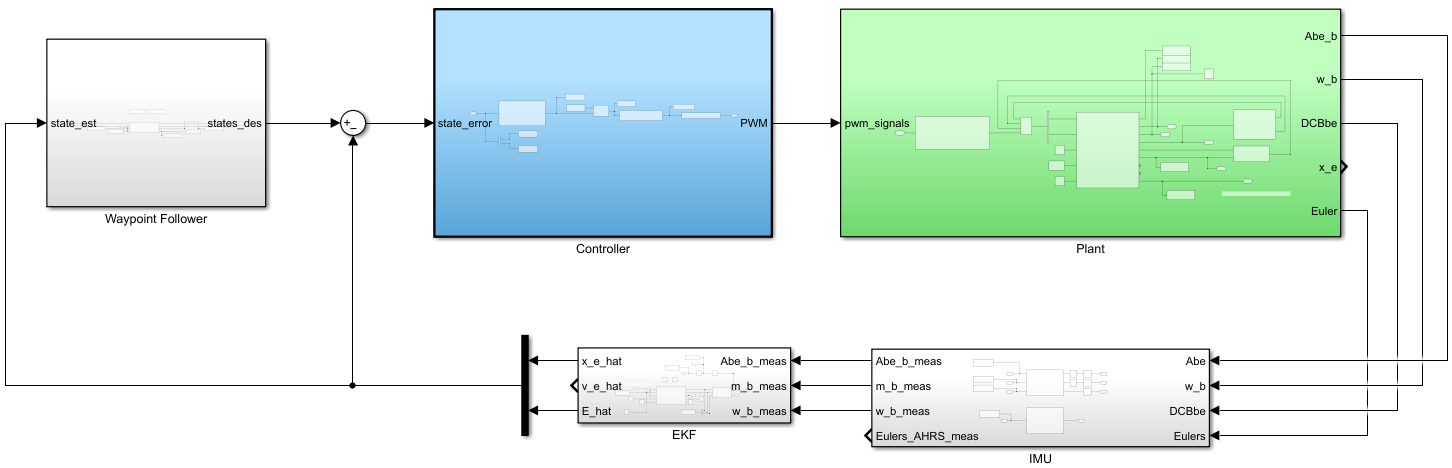 state_est
states_des
Waypoint Follower
+
_
state_error
PWM
Controller
pwm_signals
Abe_b
w_b
DCBbe
x_e
Euler
Plant
x_e_hat
v_e_hat
E_hat
Abe_b_meas
m_b_meas
w_b_meas
EKF
Abe_b_meas
m_b_meas
w_b_meas
Eulers_AHRS_meas
Abe
w_b
DCBbe
Eulers
IMU